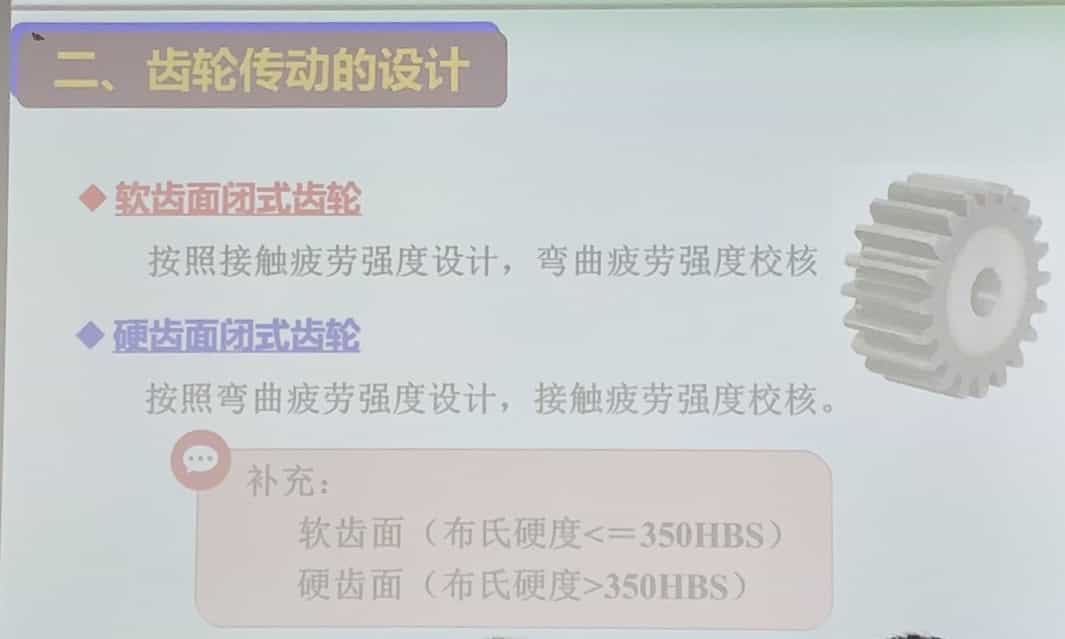 二、齿轮传动的设计
软齿面闭式齿轮
按照接触疲劳强度设计，弯曲疲劳强度校核
硬齿面闭式齿轮
按照弯曲疲劳强度设计，接触疲劳强度校核。
补充：
软齿面（布氏硬度<=350HBS）
硬齿面（布氏硬度>350HBS）